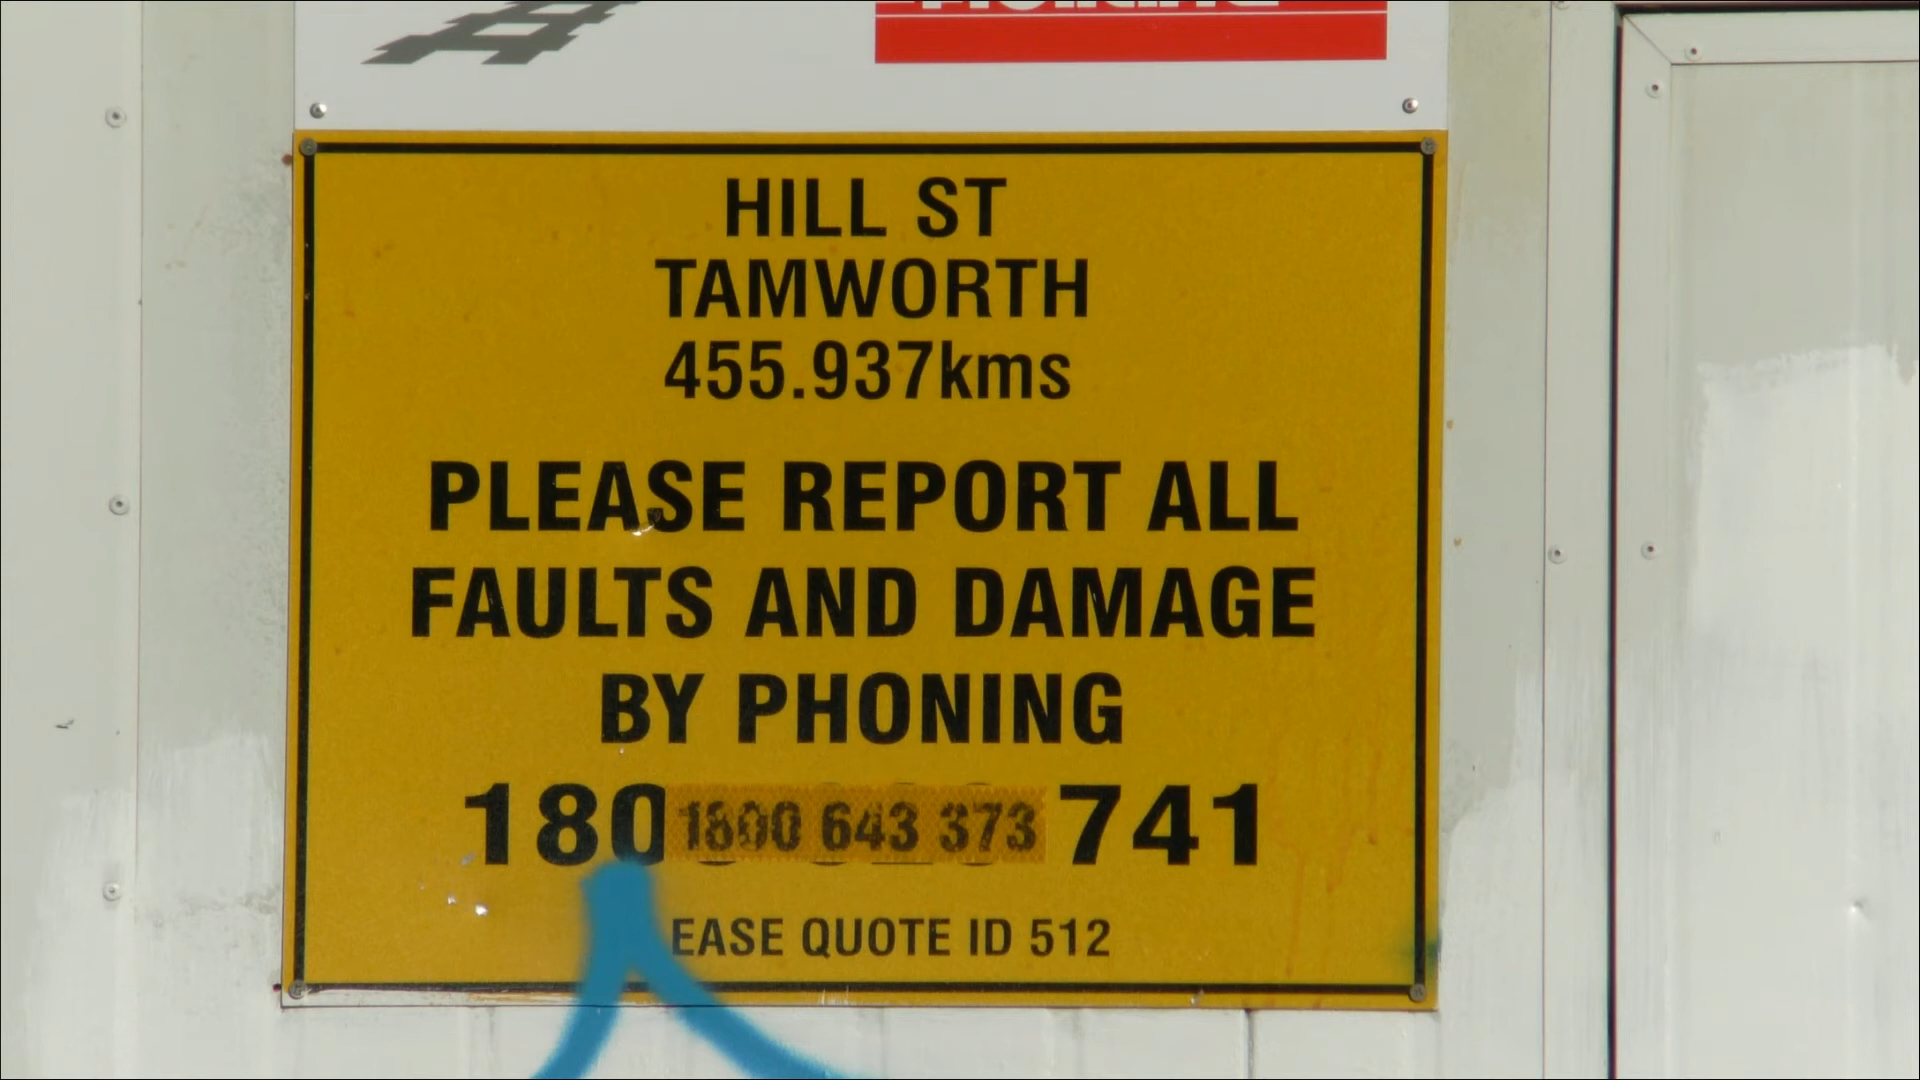 HILL ST
TAMWORTH
455.937kms
PLEASE REPORT ALL
FAULTS AND DAMAGE
BY PHONING
180 1800 643 373 741
EASE QUOTE ID 512